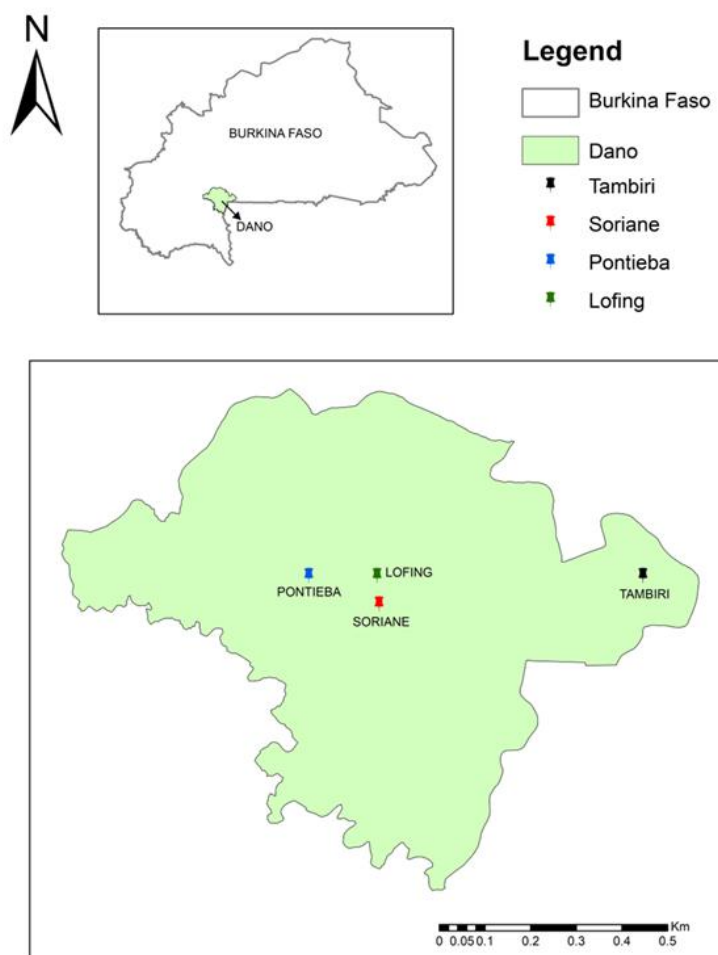 N
BURKINA FASO
DANO
Legend
Burkina Faso
Dano
Tambiri
Soriane
Pontieba
Lofing
LOFING
PONTIEBA
TAMBIRI
SORIANE
Km
0 0.05 0.1 0.2 0.3 0.4 0.5